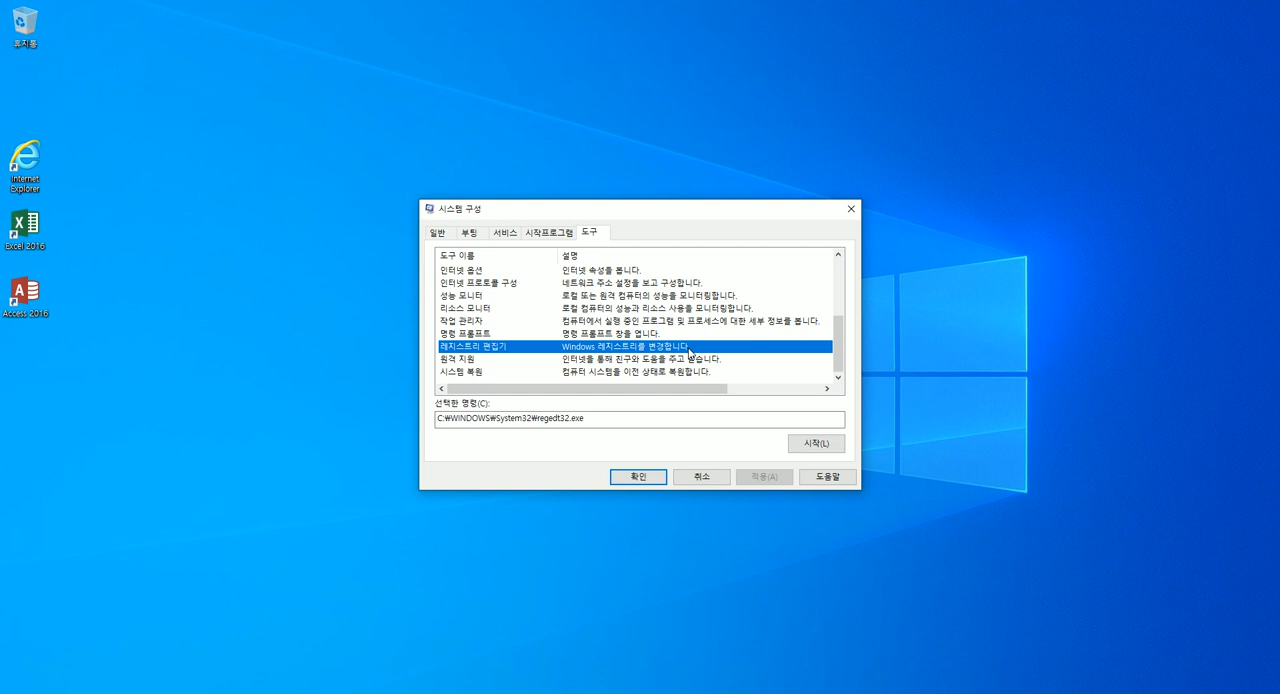 휴지통
Internet
Explorer
Excel 2016
Access 2016
시스템 구성
일반 부팅 서비스 시작프로그램 도구
도구 이름 설명
인터넷 옵션 인터넷 속성을 봅니다.
인터넷 프로토콜 구성 네트워크 주소 설정을 보고 구성합니다.
성능 모니터 로컬 또는 원격 컴퓨터의 성능을 모니터링합니다.
리소스 모니터 로컬 컴퓨터의 성능과 리소스 사용을 모니터링합니다.
작업 관리자 컴퓨터에서 실행 중인 프로그램 및 프로세스에 대한 세부 정보를 봅니다.
명령 프롬프트 명령 프롬프트 창을 엽니다.
레지스트리 편집기 Windows 레지스트리를 변경합니다.
원격 지원 인터넷을 통해 친구와 도움을 주고 받습니다.
시스템 복원 컴퓨터 시스템을 이전 상태로 복원합니다.
선택한 명령(C):
C:₩WINDOWS₩System32₩regedt32.exe
시작(L)
확인 취소 적용(A) 도움말